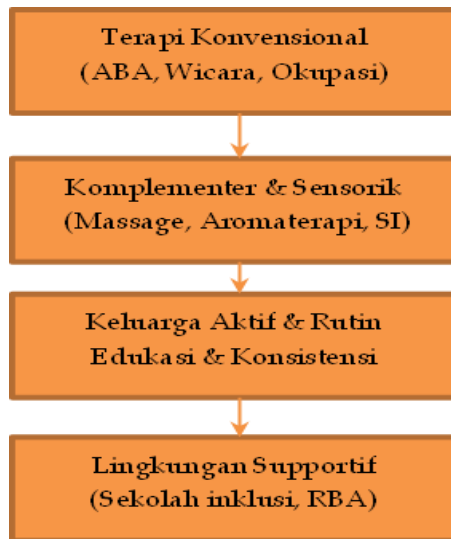 Terapi Konvensional
(ABA, Wicara, Okupasi)
Komplementer & Sensorik
(Massage, Aromaterapi, SI)
Keluarga Aktif & Rutin
Edukasi & Konsistensi
Lingkungan Supportif
(Sekolah inklusi, RBA)